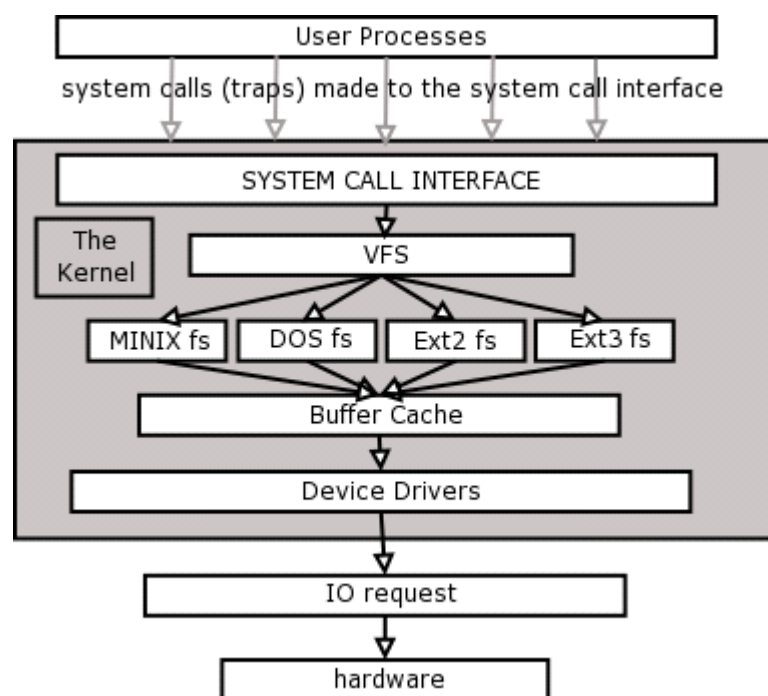 User Processes
system calls (traps) made to the system call interface
SYSTEM CALL INTERFACE
The
Kernel
VFS
MINIX fs
DOS fs
Ext2 fs
Ext3 fs
Buffer Cache
Device Drivers
IO request
hardware